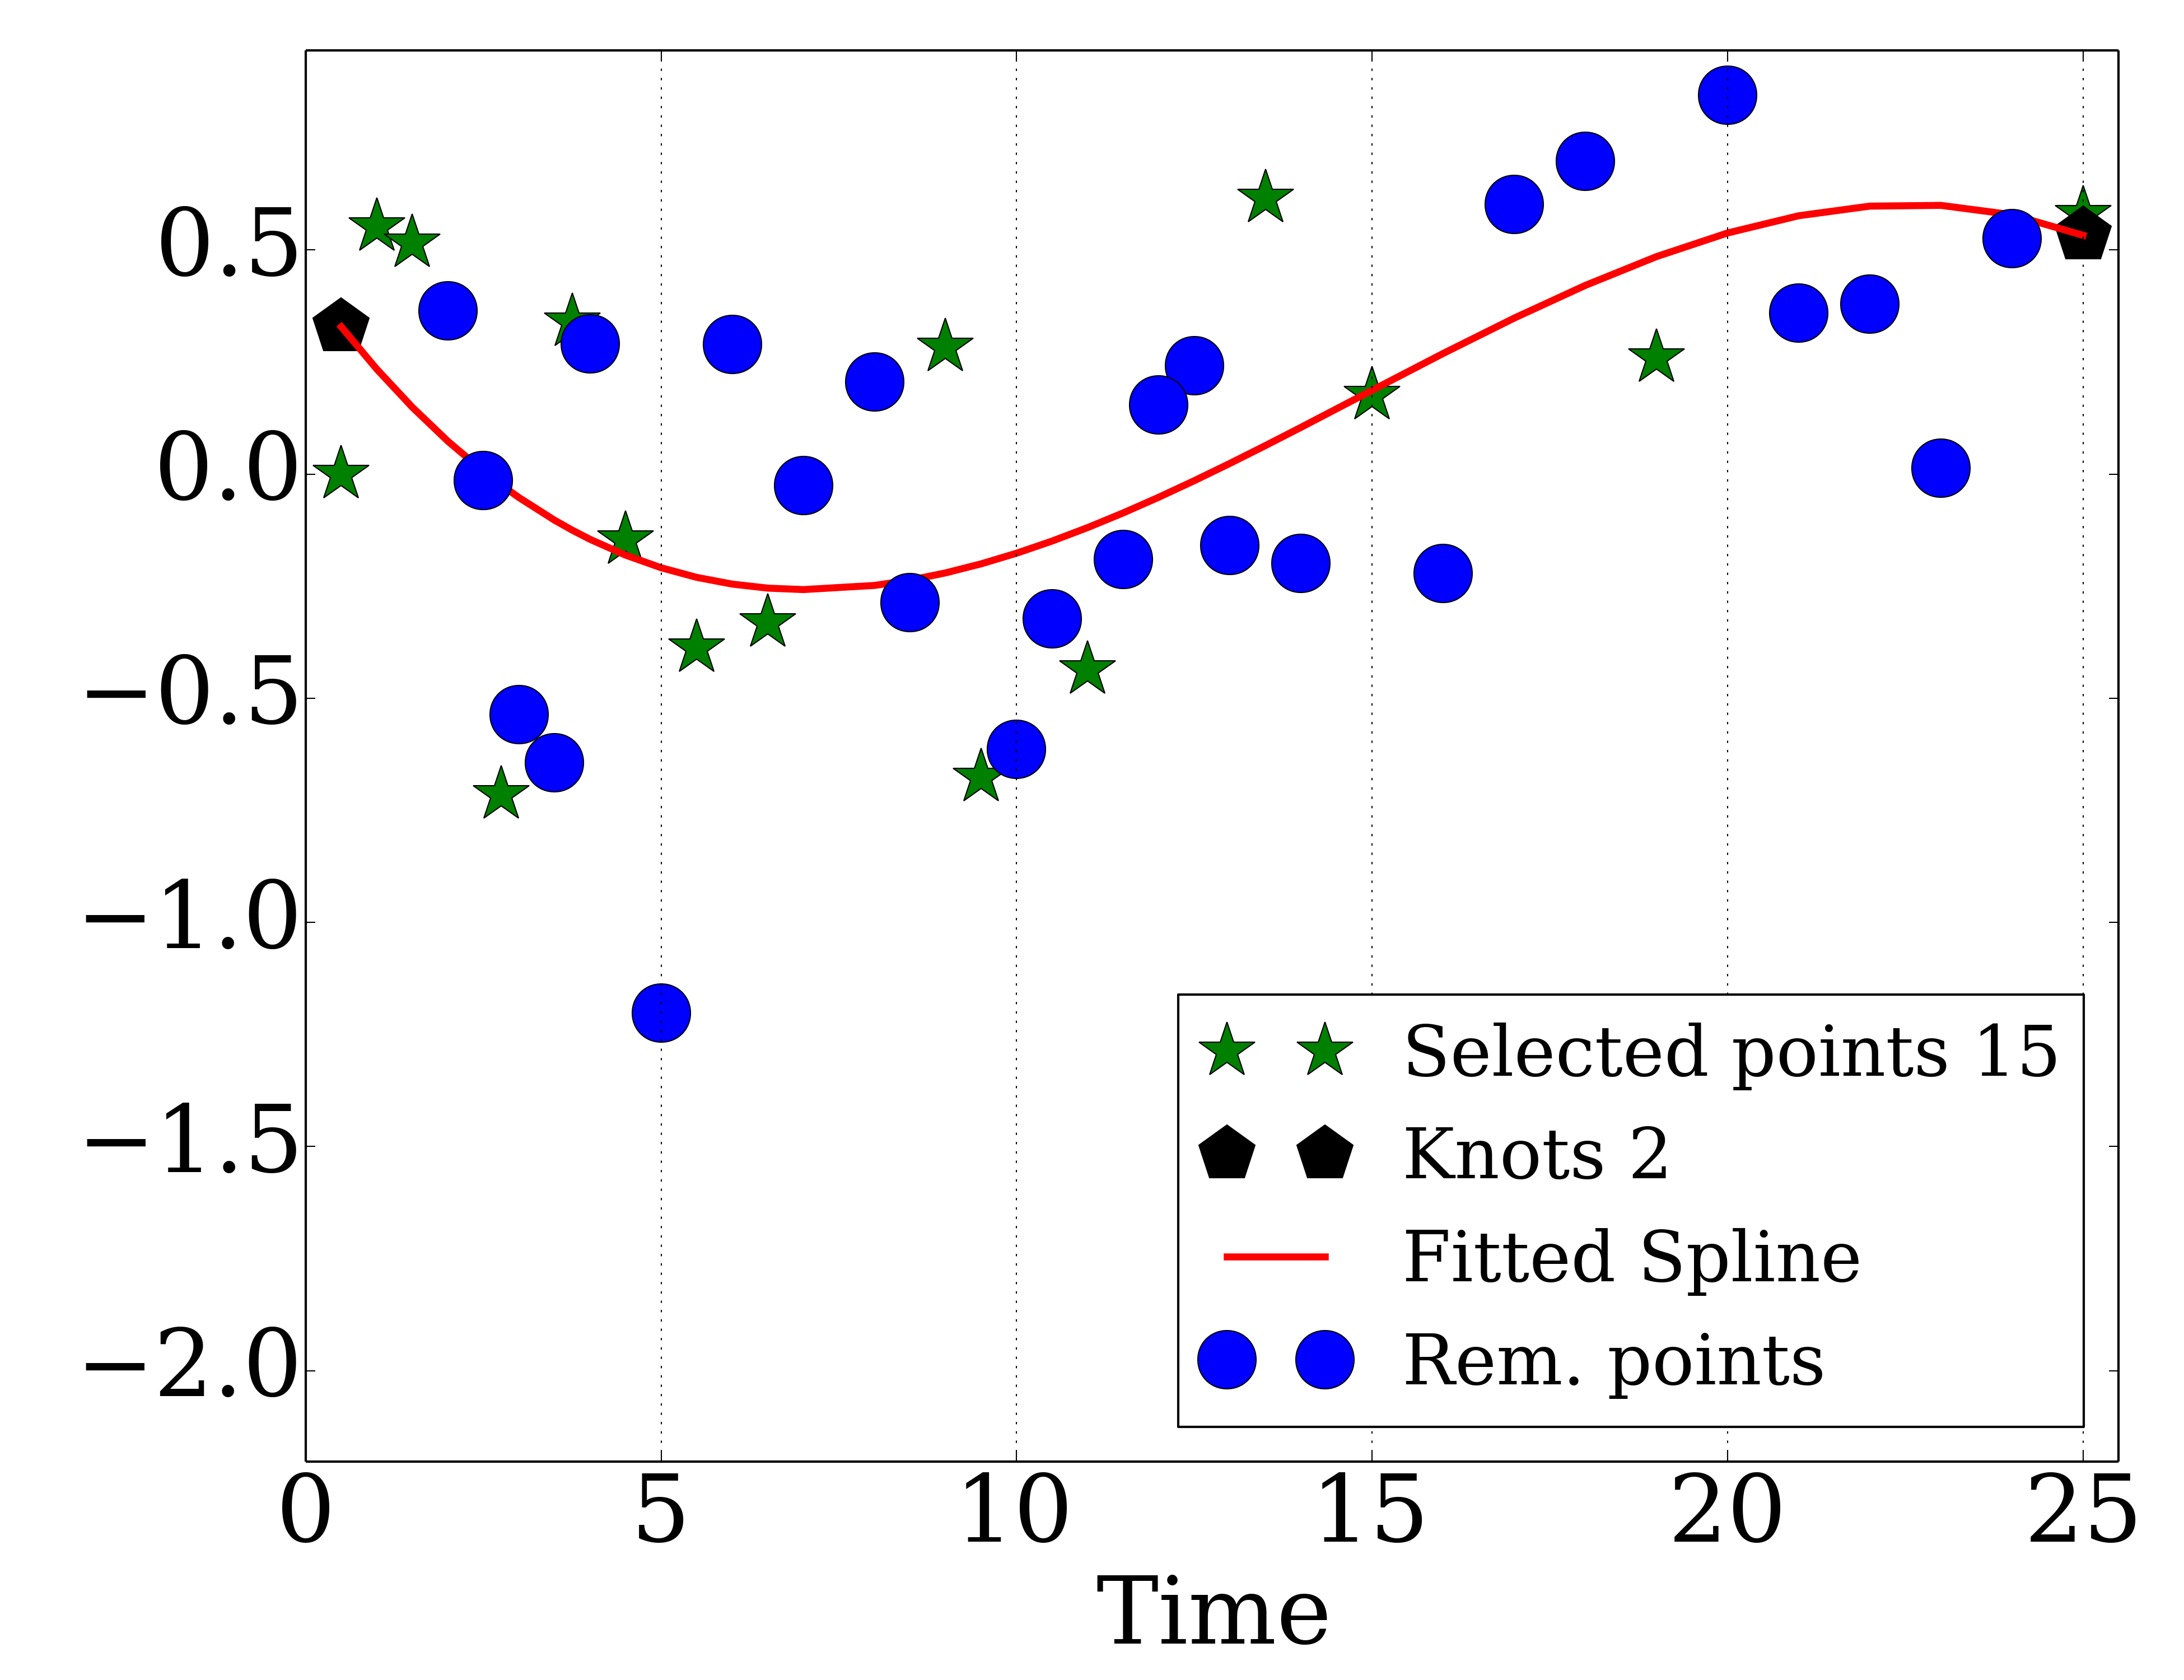 0.5
0.0
−0.5
−1.0
−1.5
−2.0
Selected points 15
Knots 2
Fitted Spline
Rem. points
0 5 10 15 20 25
Time